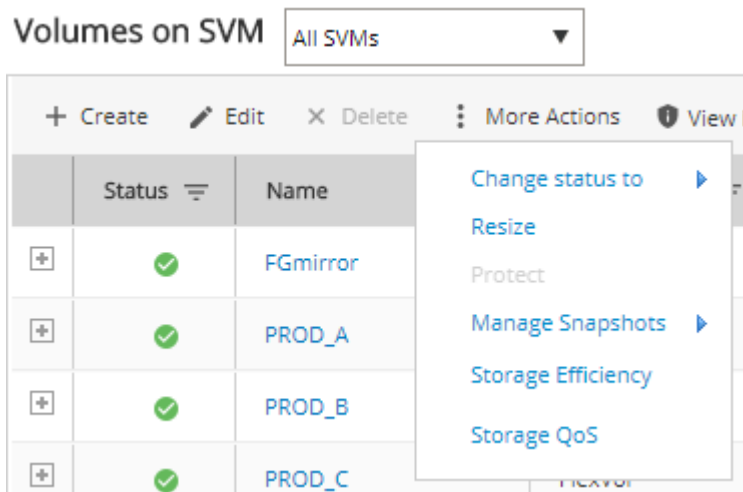 Volumes on SVM All SVMs
Create Edit Delete More Actions View
Status Name
Change status to
Resize
FGmirror
Protect
Manage Snapshots
PROD_A
Storage Efficiency
PROD_B
Storage QoS
PROD_C